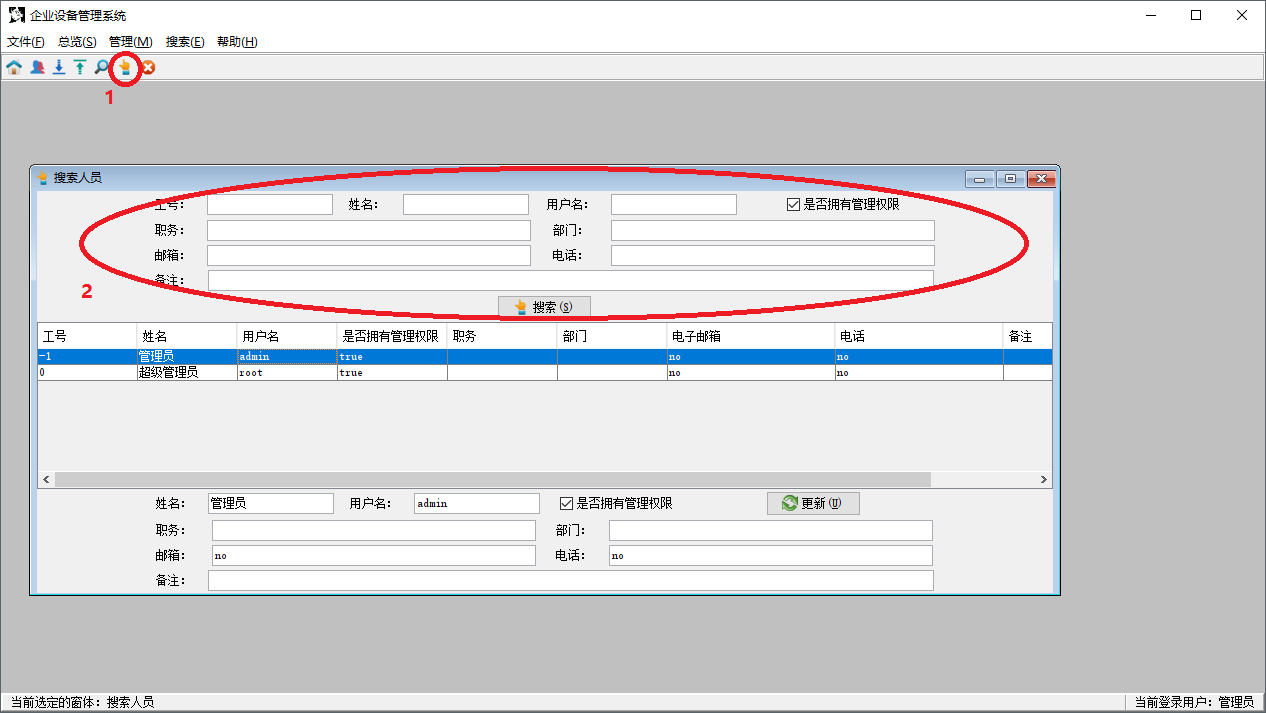 企业设备管理系统
文件(F) 总览(S) 管理(M) 搜索(E) 帮助(H)
1
搜索人员
工号: 姓名: 用户名: 是否拥有管理权限
职务: 部门:
邮箱: 电话:
2
备注:
搜索(S)
工号 姓名 用户名 是否拥有管理权限 职务 部门 电子邮箱 电话 备注
-1 管理员 admin true no no
0 超级管理员 root true no no
姓名: 管理员 用户名: admin 是否拥有管理权限 更新(U)
职务: 部门:
邮箱: no 电话: no
备注:
当前选定的窗体: 搜索人员 当前登录用户: 管理员